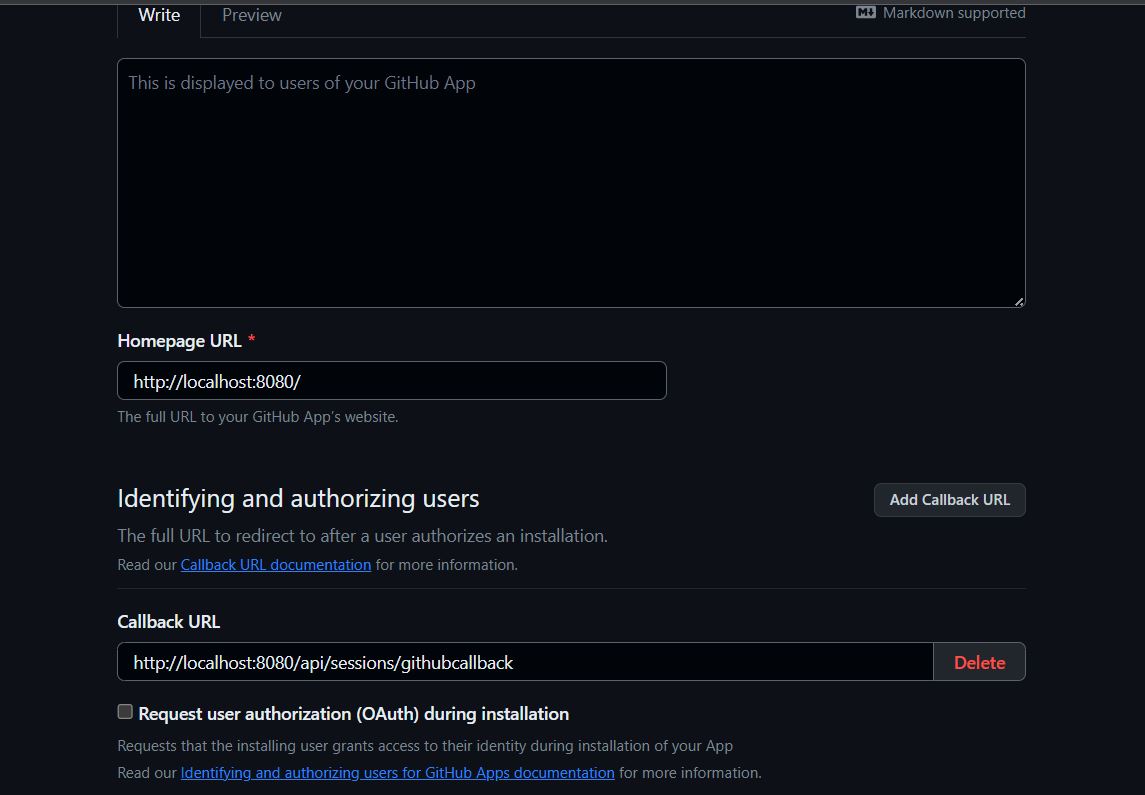 Write Preview Markdown supported
This is displayed to users of your GitHub App
Homepage URL *
http://localhost:8080/
The full URL to your GitHub App's website.
Identifying and authorizing users Add Callback URL
The full URL to redirect to after a user authorizes an installation.
Read our Callback URL documentation for more information.
Callback URL
http://localhost:8080/api/sessions/githubcallback Delete
Request user authorization (OAuth) during installation
Requests that the installing user grants access to their identity during installation of your App
Read our Identifying and authorizing users for GitHub Apps documentation for more information.